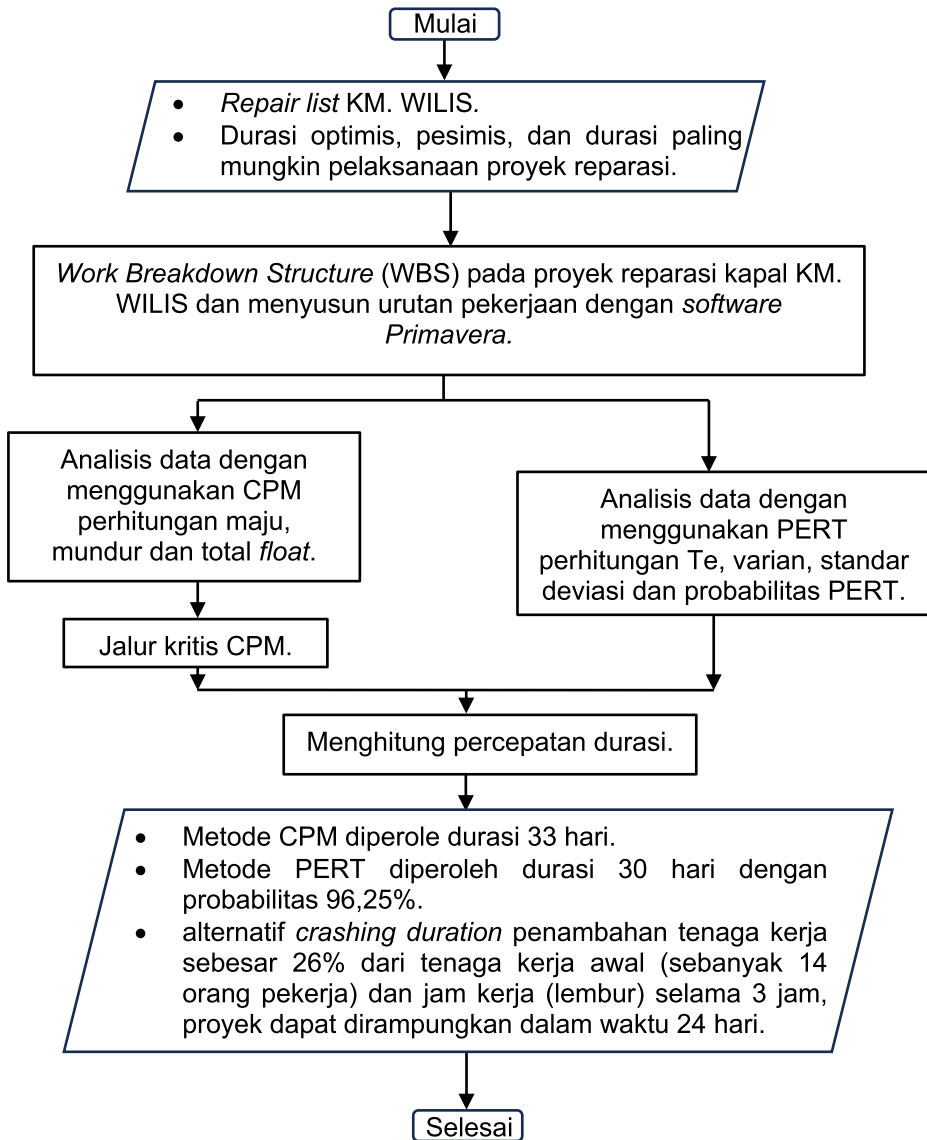 Mulai
• Repair list KM. WILIS.
• Durasi optimis, pesimis, dan durasi paling
mungkin pelaksanaan proyek reparasi.
Work Breakdown Structure (WBS) pada proyek reparasi kapal KM.
WILIS dan menyusun urutan pekerjaan dengan software
Primavera.
Analisis data dengan
menggunakan CPM
perhitungan maju,
mundur dan total float.
Jalur kritis CPM.
Analisis data dengan
menggunakan PERT
perhitungan Te, varian, standar
deviasi dan probabilitas PERT.
Menghitung percepatan durasi.
• Metode CPM diperole durasi 33 hari.
• Metode PERT diperoleh durasi 30 hari dengan
probabilitas 96,25%.
• alternatif crashing duration penambahan tenaga kerja
sebesar 26% dari tenaga kerja awal (sebanyak 14
orang pekerja) dan jam kerja (lembur) selama 3 jam,
proyek dapat dirampungkan dalam waktu 24 hari.
Selesai